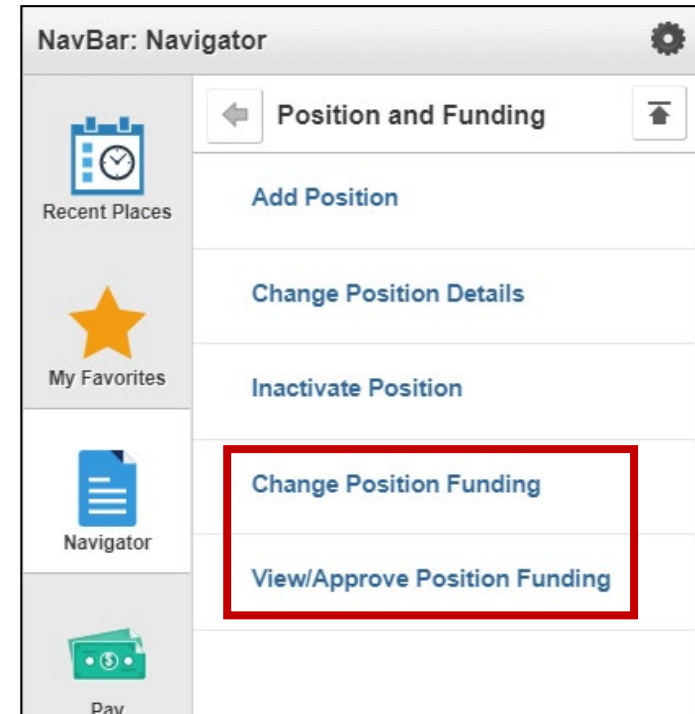 NavBar: Navigator
Position and Funding
Recent Places
Add Position
Change Position Details
My Favorites
Inactivate Position
Change Position Funding
Navigator
View/Approve Position Funding
Pay